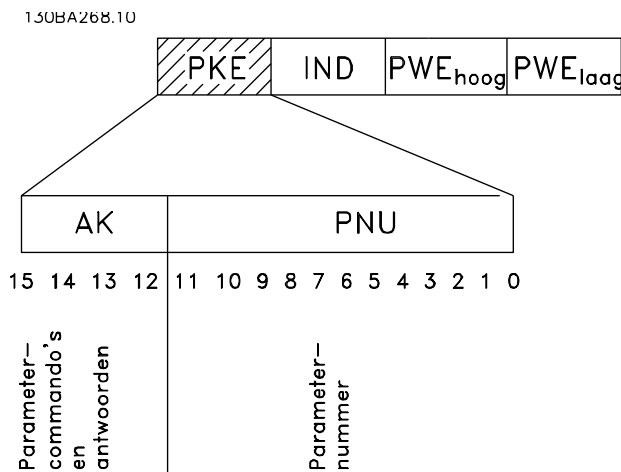 130BA268.10
PKE IND PWEhoog PWElaag
AK PNU
15 14 13 12 11 10 9 8 7 6 5 4 3 2 1 0
Parameter–
commando's
en
antwoorden
Parameter–
nummer